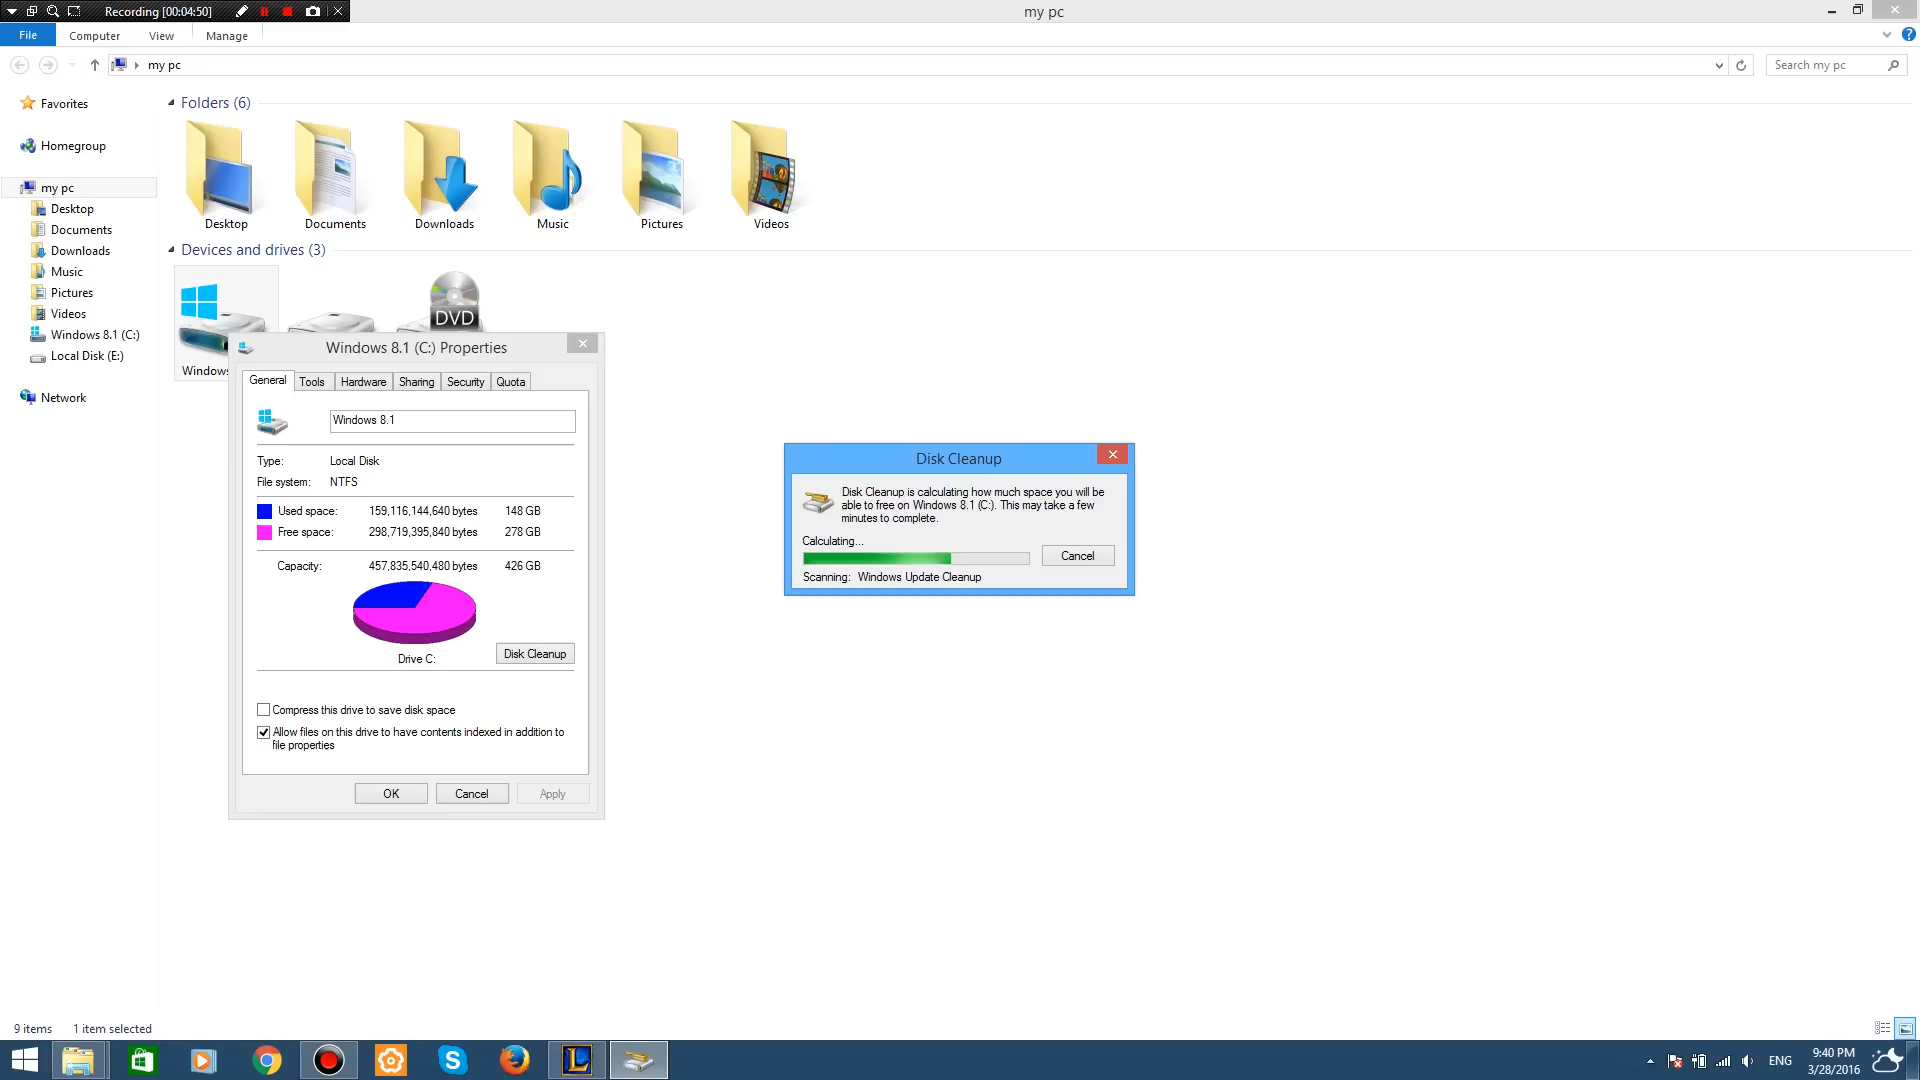 Recording [00:04:50]
my pc
File
Computer
View
Manage
my pc
Search my pc
Favorites
Homegroup
my pc
Desktop
Documents
Downloads
Music
Pictures
Videos
Windows 8.1 (C:)
Local Disk (E:)
Network
Folders (6)
Desktop
Documents
Downloads
Music
Pictures
Videos
Devices and drives (3)
DVD
Windows
Windows 8.1 (C:) Properties
General
Tools
Hardware
Sharing
Security
Quota
Windows 8.1
Type: Local Disk
File system: NTFS
Used space: 159,116,144,640 bytes 148 GB
Free space: 298,719,395,840 bytes 278 GB
Capacity: 457,835,540,480 bytes 426 GB
Drive C:
Disk Cleanup
Compress this drive to save disk space
Allow files on this drive to have contents indexed in addition to
file properties
OK
Cancel
Apply
Disk Cleanup
Disk Cleanup is calculating how much space you will be
able to free on Windows 8.1 (C:). This may take a few
minutes to complete.
Calculating...
Cancel
Scanning: Windows Update Cleanup
9 items
1 item selected
ENG
9:40 PM
3/28/2016